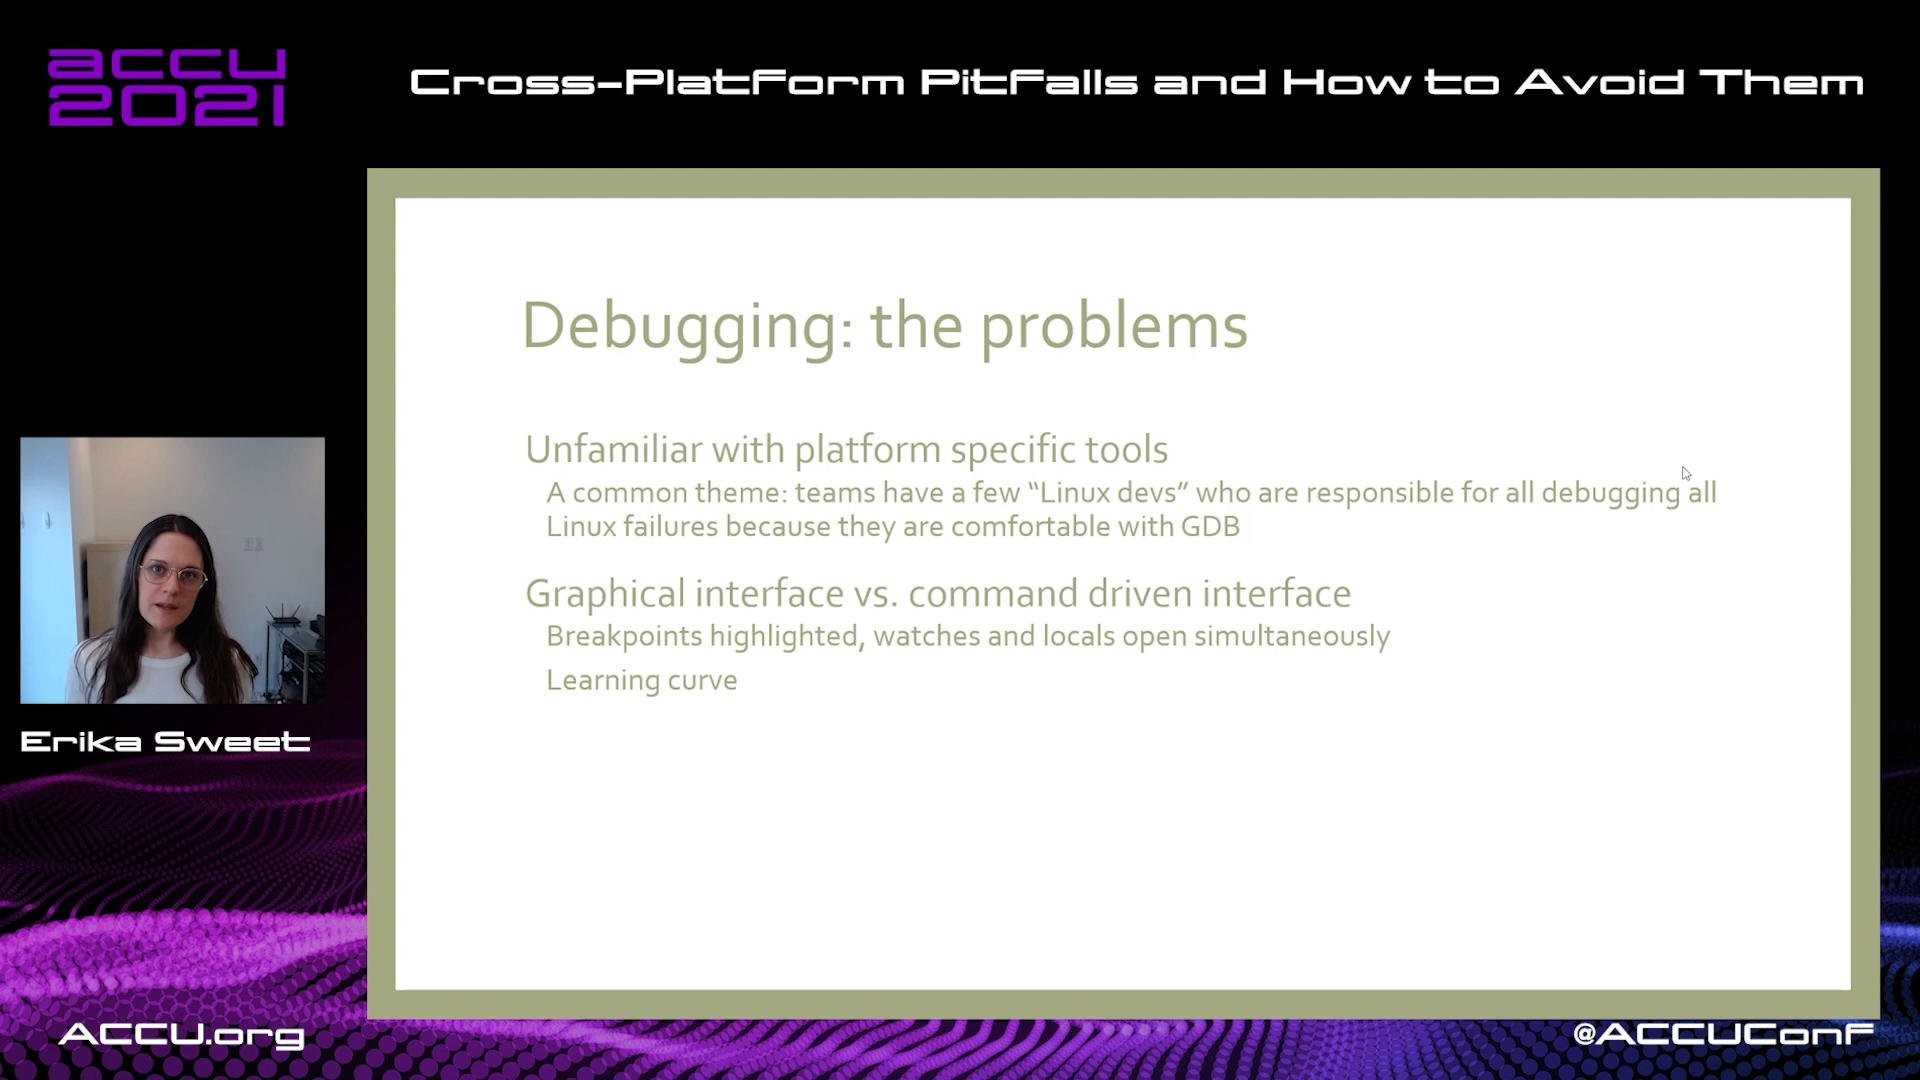 accu
2021
Cross-Platform Pitfalls and How to Avoid Them
Debugging: the problems
Unfamiliar with platform specific tools
A common theme: teams have a few “Linux devs” who are responsible for all debugging all
Linux failures because they are comfortable with GDB
Graphical interface vs. command driven interface
Breakpoints highlighted, watches and locals open simultaneously
Learning curve
Erika Sweet
ACCU.org
@ACCUConf